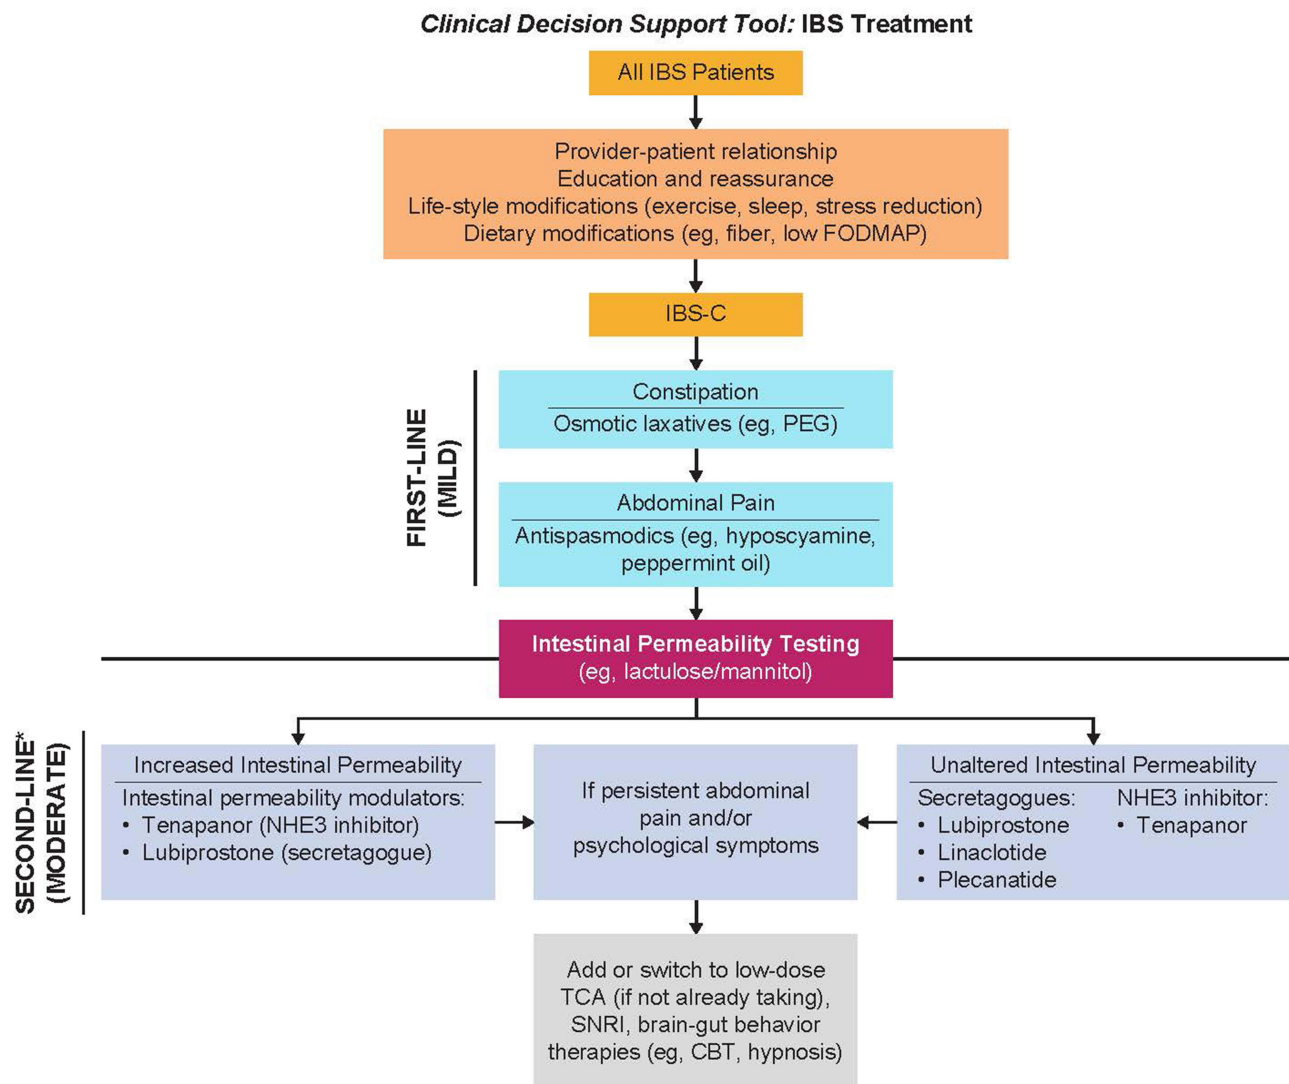 Clinical Decision Support Tool: IBS Treatment
All IBS Patients
Provider-patient relationship
Education and reassurance
Life-style modifications (exercise, sleep, stress reduction)
Dietary modifications (eg, fiber, low FODMAP)
IBS-C
FIRST-LINE
(MILD)
Constipation
Osmotic laxatives (eg, PEG)
Abdominal Pain
Antispasmodics (eg, hyoscyamine,
peppermint oil)
Intestinal Permeability Testing
(eg, lactulose/mannitol)
SECOND-LINE*
(MODERATE)
Increased Intestinal Permeability
Intestinal permeability modulators:
• Tenapanor (NHE3 inhibitor)
• Lubiprostone (secretagogue)
If persistent abdominal
pain and/or
psychological symptoms
Unaltered Intestinal Permeability
Secretagogues:
• Lubiprostone
• Linaclotide
• Plecanatide
NHE3 inhibitor:
• Tenapanor
Add or switch to low-dose
TCA (if not already taking),
SNRI, brain-gut behavior
therapies (eg, CBT, hypnosis)